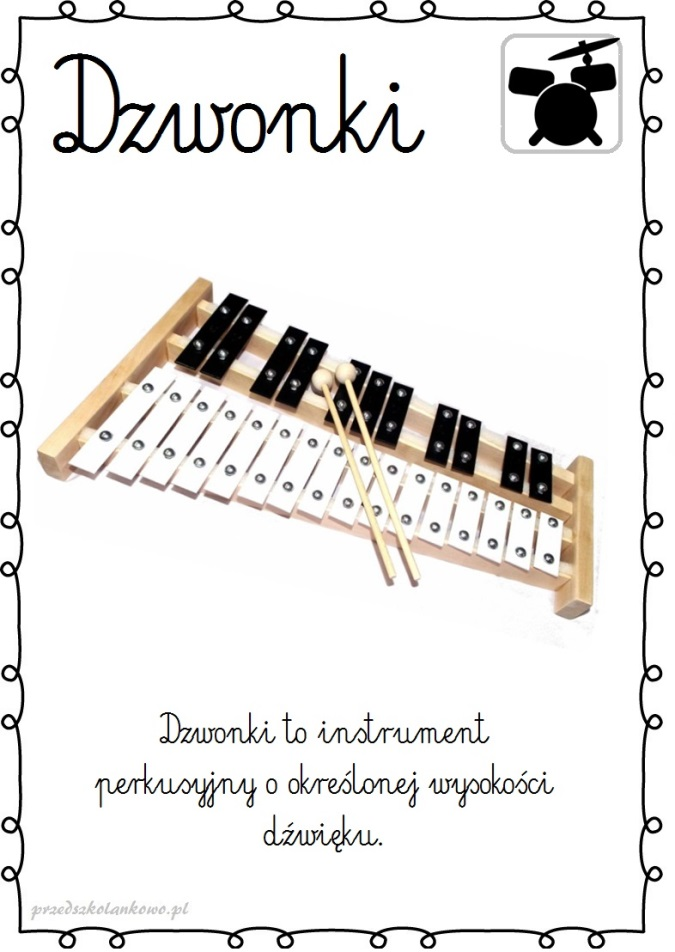 Dzwonki
Dzwonki to instrument
perkusyjny o określonej wysokości
dźwięku.
przedszkolankowo.pl